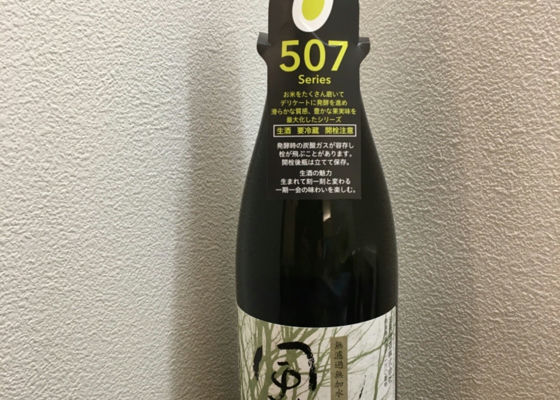 507
Series
お米をたくさん磨いて
デリケートに発酵を進め
滑らかな質感、豊かな果実味を
最大化したシリーズ
生酒 要冷蔵 開栓注意
発酵時の炭酸ガスが容存し
栓が飛ぶことがあります。
開栓後瓶は立てて保存。
生酒の魅力
生まれて刻一刻と変わる
一期一会の味わいを楽しむ。
無濾過無加水
風